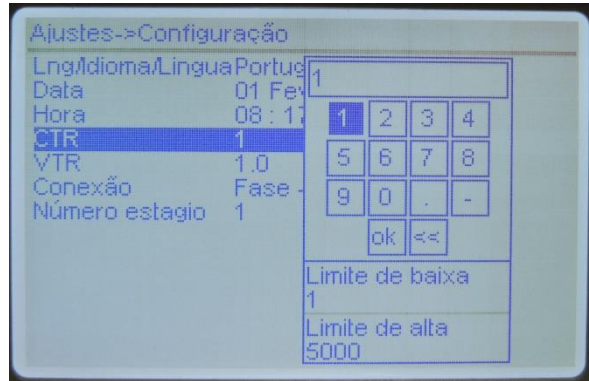 Ajustes->Configuração
Lng/Idioma/Lingua Portug
Data 01 Fev
Hora 08 : 17
CTR 1
VTR 1.0
Conexão Fase -
Número estagio 1
1
1 2 3 4
5 6 7 8
9 0 . -
ok <<
Limite de baixa
1
Limite de alta
5000